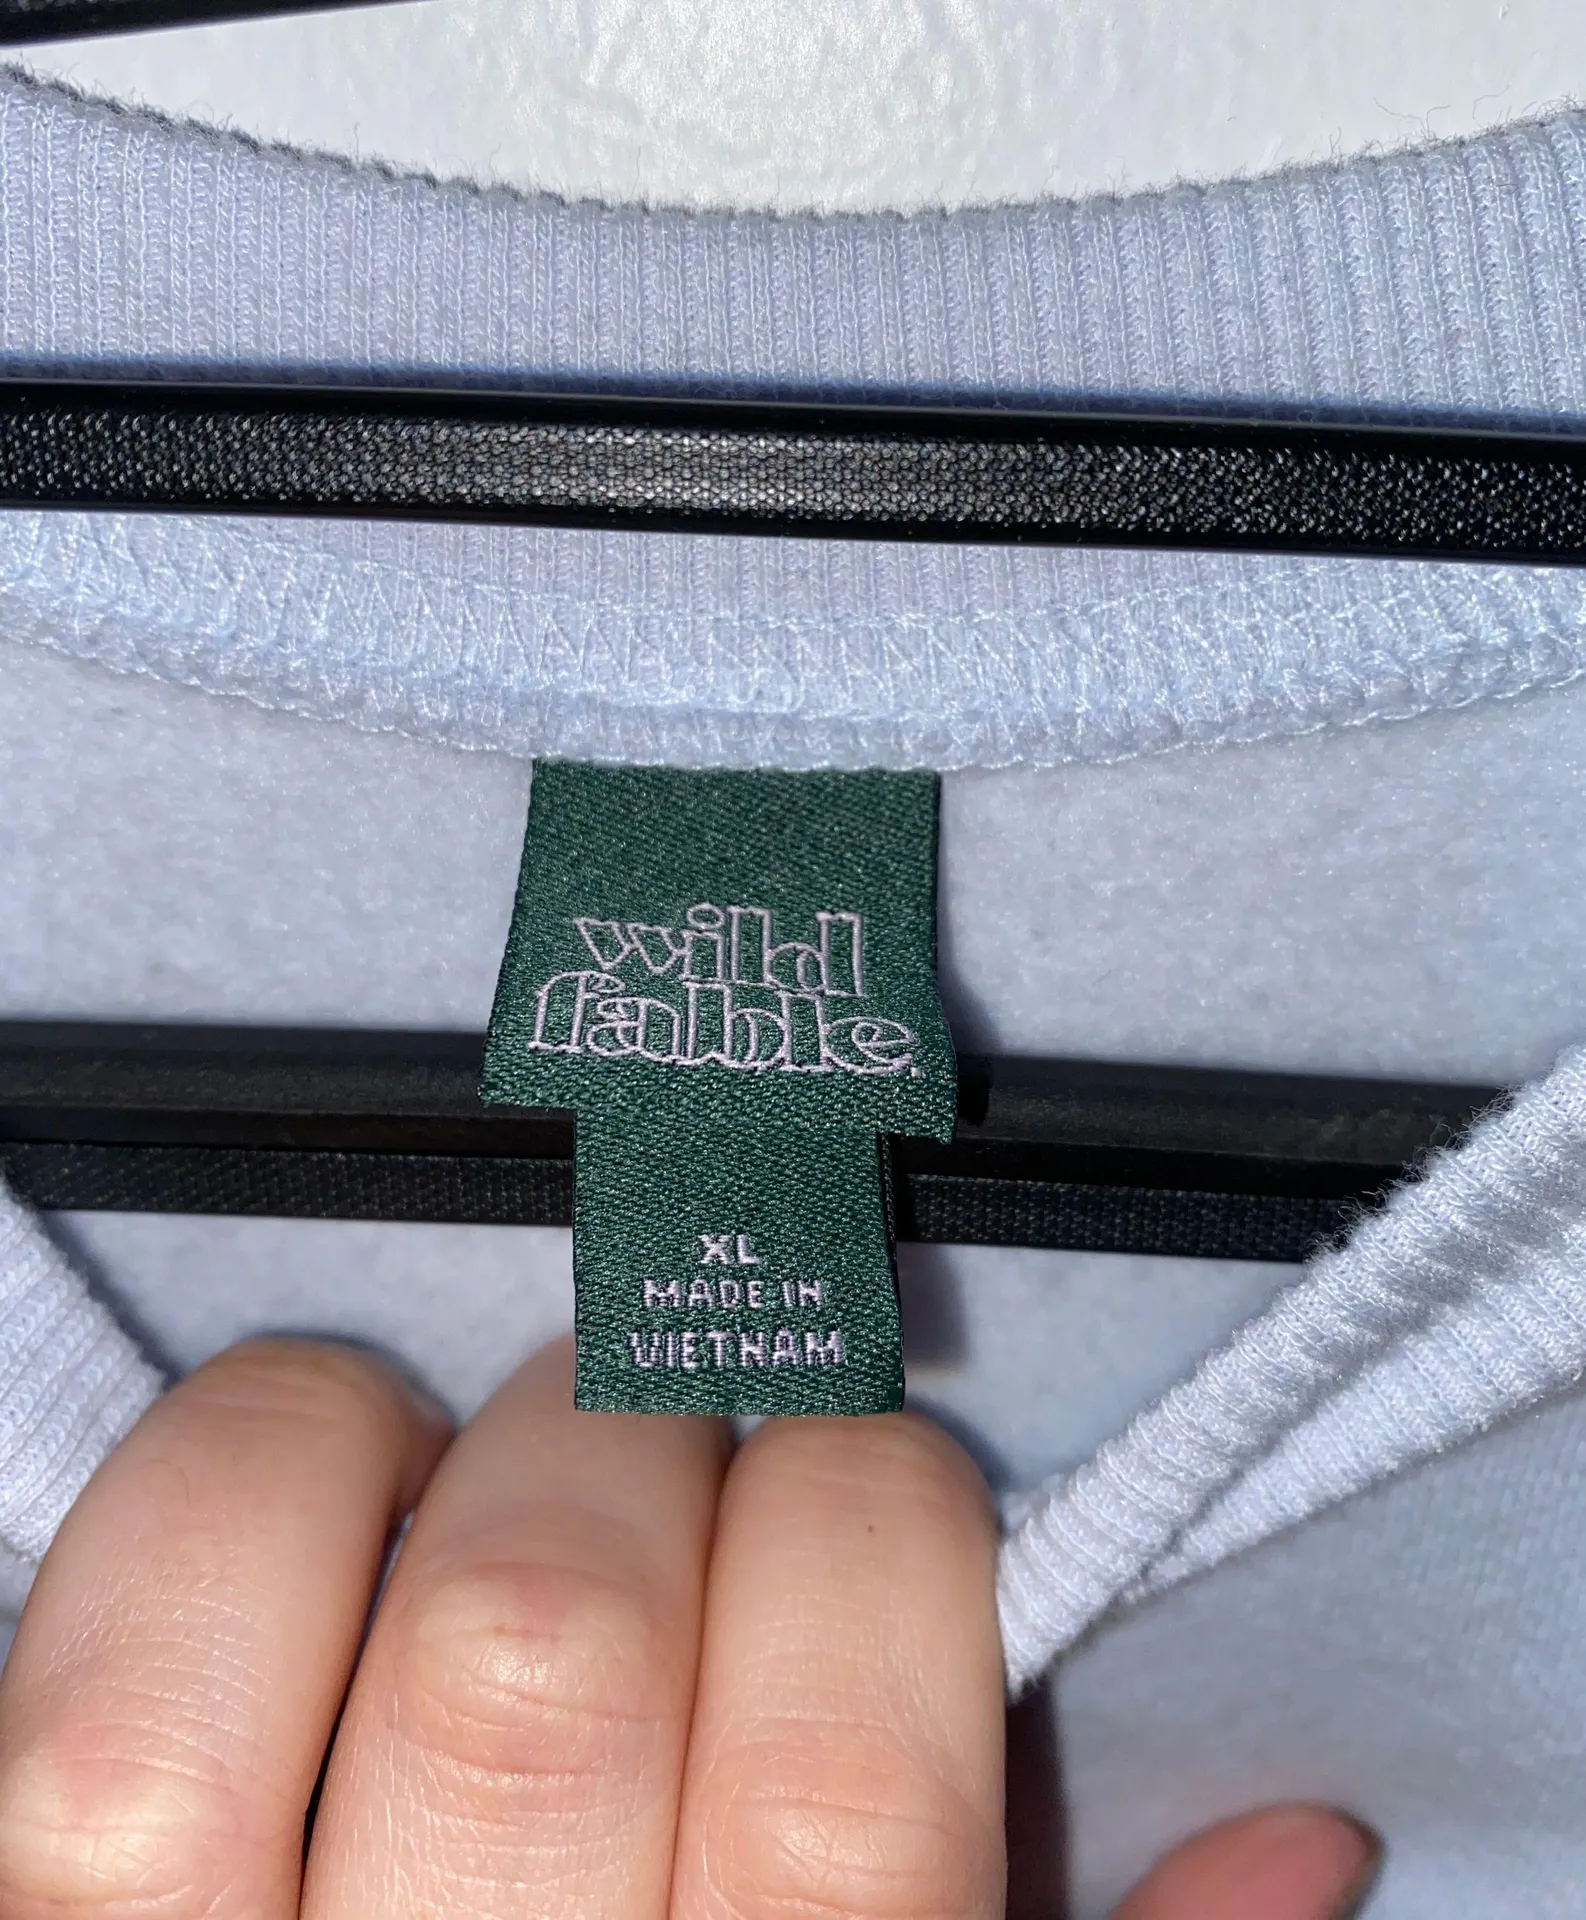 wild
fable.
XL
MADE IN
VIETNAM